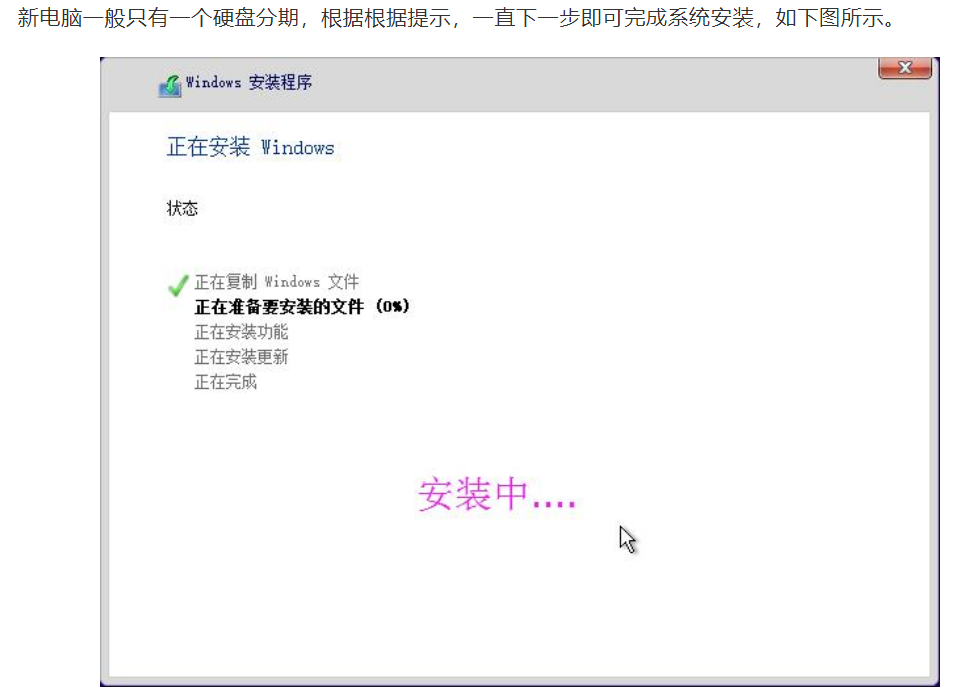 新电脑一般只有一个硬盘分期，根据根据提示，一直下一步即可完成系统安装，如下图所示。
Windows 安装程序
正在安装 Windows
状态
正在复制 Windows 文件
正在准备要安装的文件 (0%)
正在安装功能
正在安装更新
正在完成
安装中....